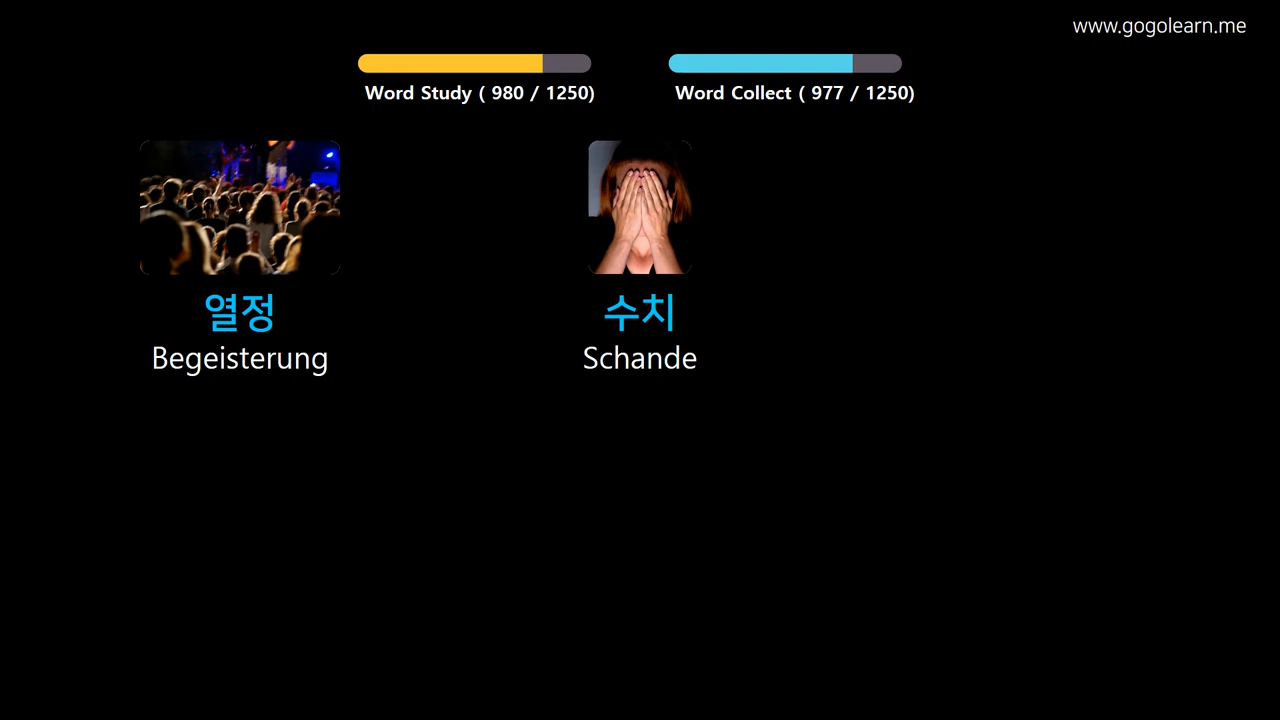 www.gogolearn.me
Word Study ( 980 / 1250)
Word Collect ( 977 / 1250)
열정
Begeisterung
수치
Schande